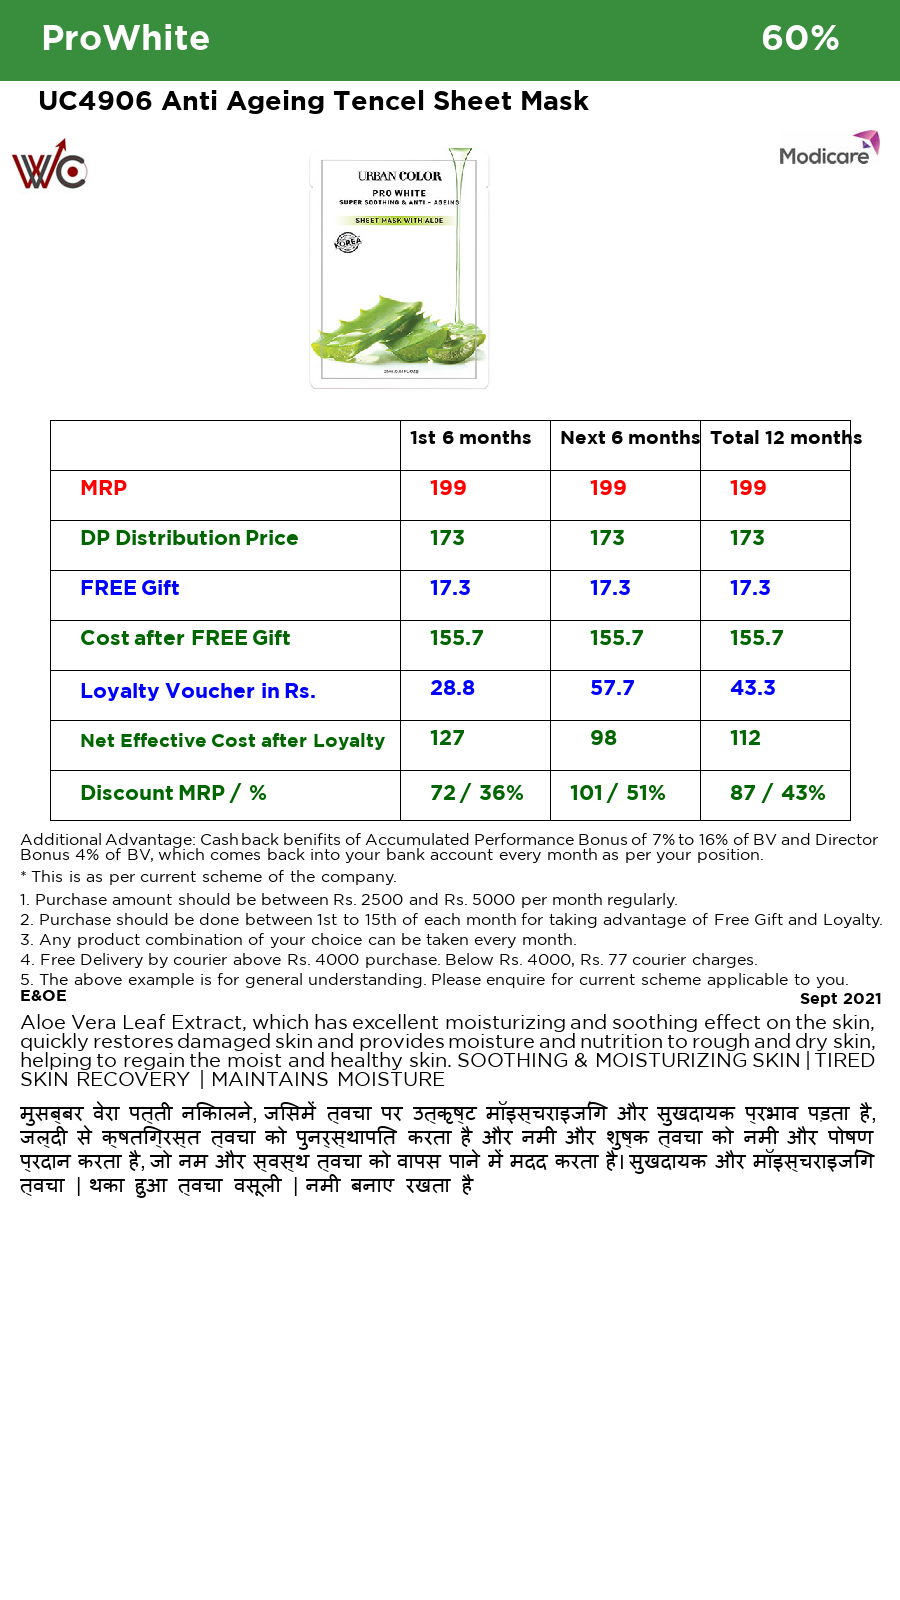 ProWhite 60%
UC4906 Anti Ageing Tencel Sheet Mask
WC
Modicare
URBAN COLOR
PRO WHITE
SUPER SOOTHING & ANTI - AGEING
SHEET MASK WITH ALOE
KOREA
1st 6 months Next 6 months Total 12 months
MRP 199 199 199
DP Distribution Price 173 173 173
FREE Gift 17.3 17.3 17.3
Cost after FREE Gift 155.7 155.7 155.7
Loyalty Voucher in Rs. 28.8 57.7 43.3
Net Effective Cost after Loyalty 127 98 112
Discount MRP / % 72 / 36% 101 / 51% 87 / 43%
Additional Advantage: Cashback benifits of Accumulated Performance Bonus of 7% to 16% of BV and Director
Bonus 4% of BV, which comes back into your bank account every month as per your position.
* This is as per current scheme of the company.
1. Purchase amount should be between Rs. 2500 and Rs. 5000 per month regularly.
2. Purchase should be done between 1st to 15th of each month for taking advantage of Free Gift and Loyalty.
3. Any product combination of your choice can be taken every month.
4. Free Delivery by courier above Rs. 4000 purchase. Below Rs. 4000, Rs. 77 courier charges.
5. The above example is for general understanding. Please enquire for current scheme applicable to you.
E&OE Sept 2021
Aloe Vera Leaf Extract, which has excellent moisturizing and soothing effect on the skin,
quickly restores damaged skin and provides moisture and nutrition to rough and dry skin,
helping to regain the moist and healthy skin. SOOTHING & MOISTURIZING SKIN | TIRED
SKIN RECOVERY | MAINTAINS MOISTURE
मुसब्बर वेरा पत्ती निकालने, जिसमें त्वचा पर उत्कृष्ट मॉइस्चराइजिंग और सुखदायक प्रभाव पड़ता है,
जल्दी से क्षतिग्रस्त त्वचा को पुनर्स्थापित करता है और नमी और शुष्क त्वचा को नमी और पोषण
प्रदान करता है, जो नम और स्वस्थ त्वचा को वापस पाने में मदद करता है। सुखदायक और मॉइस्चराइजिंग
त्वचा | थका हुआ त्वचा वसूली | नमी बनाए रखता है